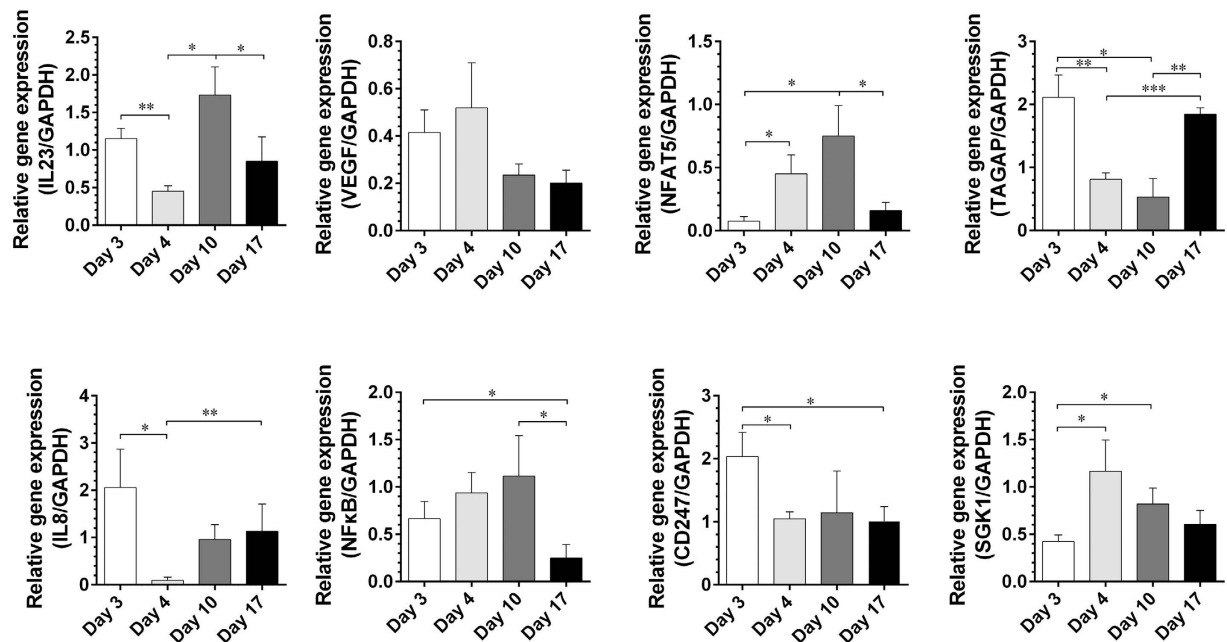 Relative gene expression
(IL23/GAPDH)
2.5
2.0
1.5
1.0
0.5
0.0
*
*
**
Day 3
Day 4
Day 10
Day 17
Relative gene expression
(VEGF/GAPDH)
0.8
0.6
0.4
0.2
0.0
Day 3
Day 4
Day 10
Day 17
Relative gene expression
(NFAT5/GAPDH)
1.5
1.0
0.5
0.0
*
*
*
Day 3
Day 4
Day 10
Day 17
Relative gene expression
(TAGAP/GAPDH)
3
2
1
0
*
**
**
***
Day 3
Day 4
Day 10
Day 17
Relative gene expression
(IL8/GAPDH)
4
3
2
1
0
*
**
Day 3
Day 4
Day 10
Day 17
Relative gene expression
(NFκB/GAPDH)
2.0
1.5
1.0
0.5
0.0
*
*
Day 3
Day 4
Day 10
Day 17
Relative gene expression
(CD247/GAPDH)
3
2
1
0
*
*
Day 3
Day 4
Day 10
Day 17
Relative gene expression
(SGK1/GAPDH)
2.0
1.5
1.0
0.5
0.0
*
*
Day 3
Day 4
Day 10
Day 17